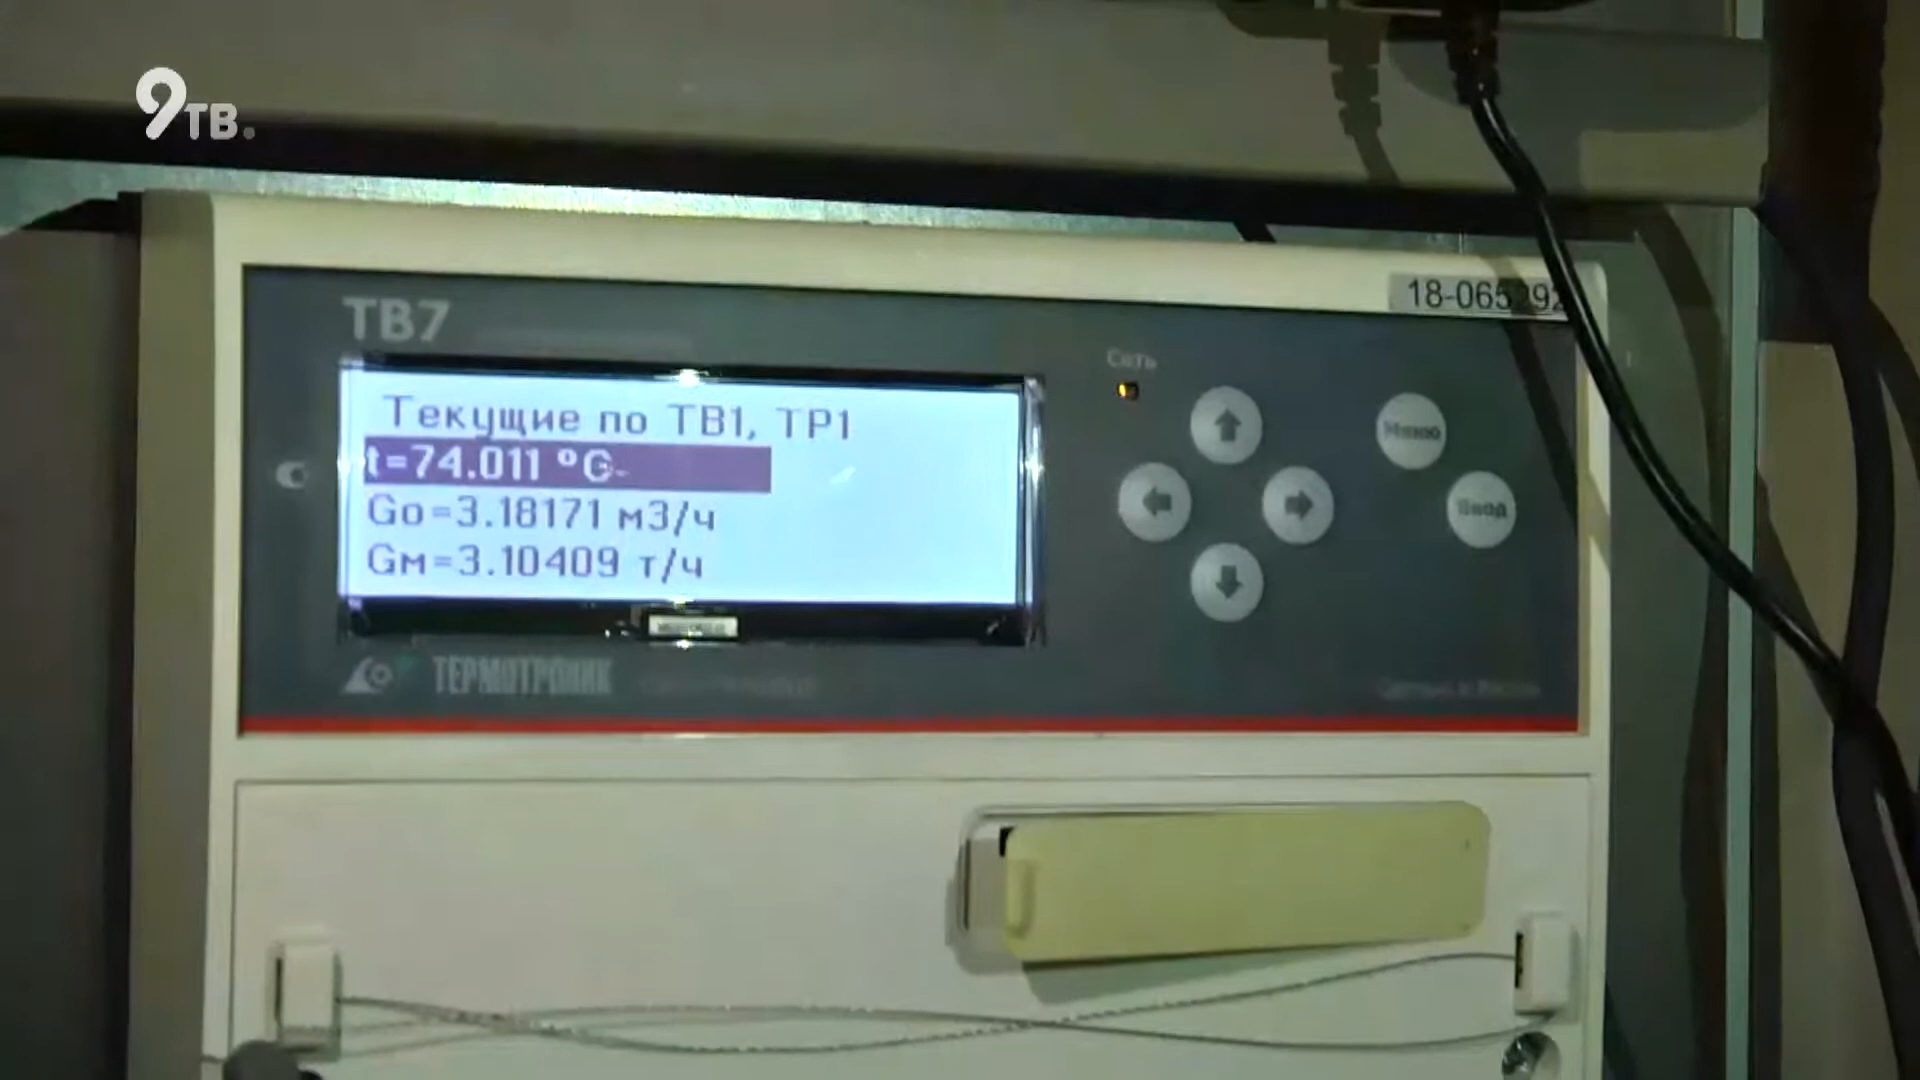 9ТВ.
18-065292
ТВ7
Сеть
Текущие по ТВ1, ТР1
t=74.011 °C
Gо=3.18171 м3/ч
Gм=3.10409 т/ч
Меню
Ввод
ТЕРМОТРОНИК